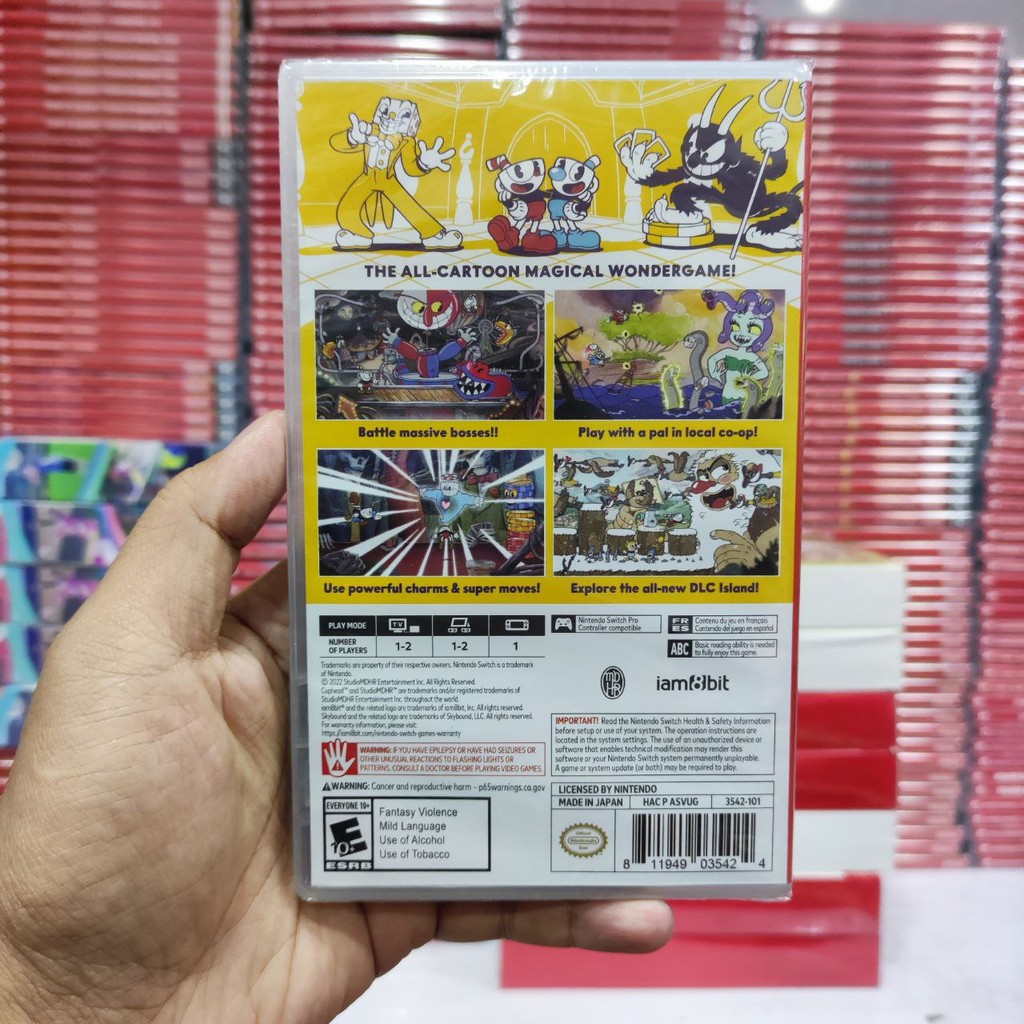 THE ALL-CARTOON MAGICAL WONDERGAME!
Battle massive bosses!!
Play with a pal in local co-op!
Use powerful charms & super moves!
Explore the all-new DLC Island!
PLAY MODE
TV
NUMBER OF PLAYERS
1-2
1-2
1
Nintendo Switch Pro
Controller compatible
FR
ES
Contenu du jeu en français
Contenido del juego en español
ABC
Basic reading ability is needed
to fully enjoy this game.
Trademarks are property of their respective owners. Nintendo Switch is a trademark
of Nintendo.
© 2022 StudioMDHR Entertainment Inc. All Rights Reserved.
Cuphead™ and StudioMDHR™ are trademarks and/or registered trademarks of
StudioMDHR Entertainment Inc. throughout the world.
iam8bit® and the related logo are trademarks of iam8bit, Inc. All rights reserved.
Skybound and the related logo are trademarks of Skybound, LLC. All rights reserved.
For warranty information, please visit:
https://iam8bit.com/nintendo-switch-games-warranty
MDHR
iam8bit
IMPORTANT! Read the Nintendo Switch Health & Safety Information
before setup or use of your system. The operation instructions are
located in the system settings. The use of an unauthorized device or
software that enables technical modification may render this
software or your Nintendo Switch system permanently unplayable.
A game or system update (or both) may be required to play.
WARNING: IF YOU HAVE EPILEPSY OR HAVE HAD SEIZURES OR
OTHER UNUSUAL REACTIONS TO FLASHING LIGHTS OR
PATTERNS, CONSULT A DOCTOR BEFORE PLAYING VIDEO GAMES.
WARNING: Cancer and reproductive harm - p65warnings.ca.gov
LICENSED BY NINTENDO
MADE IN JAPAN
HAC P ASVUG
3542-101
EVERYONE 10+
E
10+
ESRB
Fantasy Violence
Mild Language
Use of Alcohol
Use of Tobacco
Official
Nintendo
Seal
8 11949 03542 4